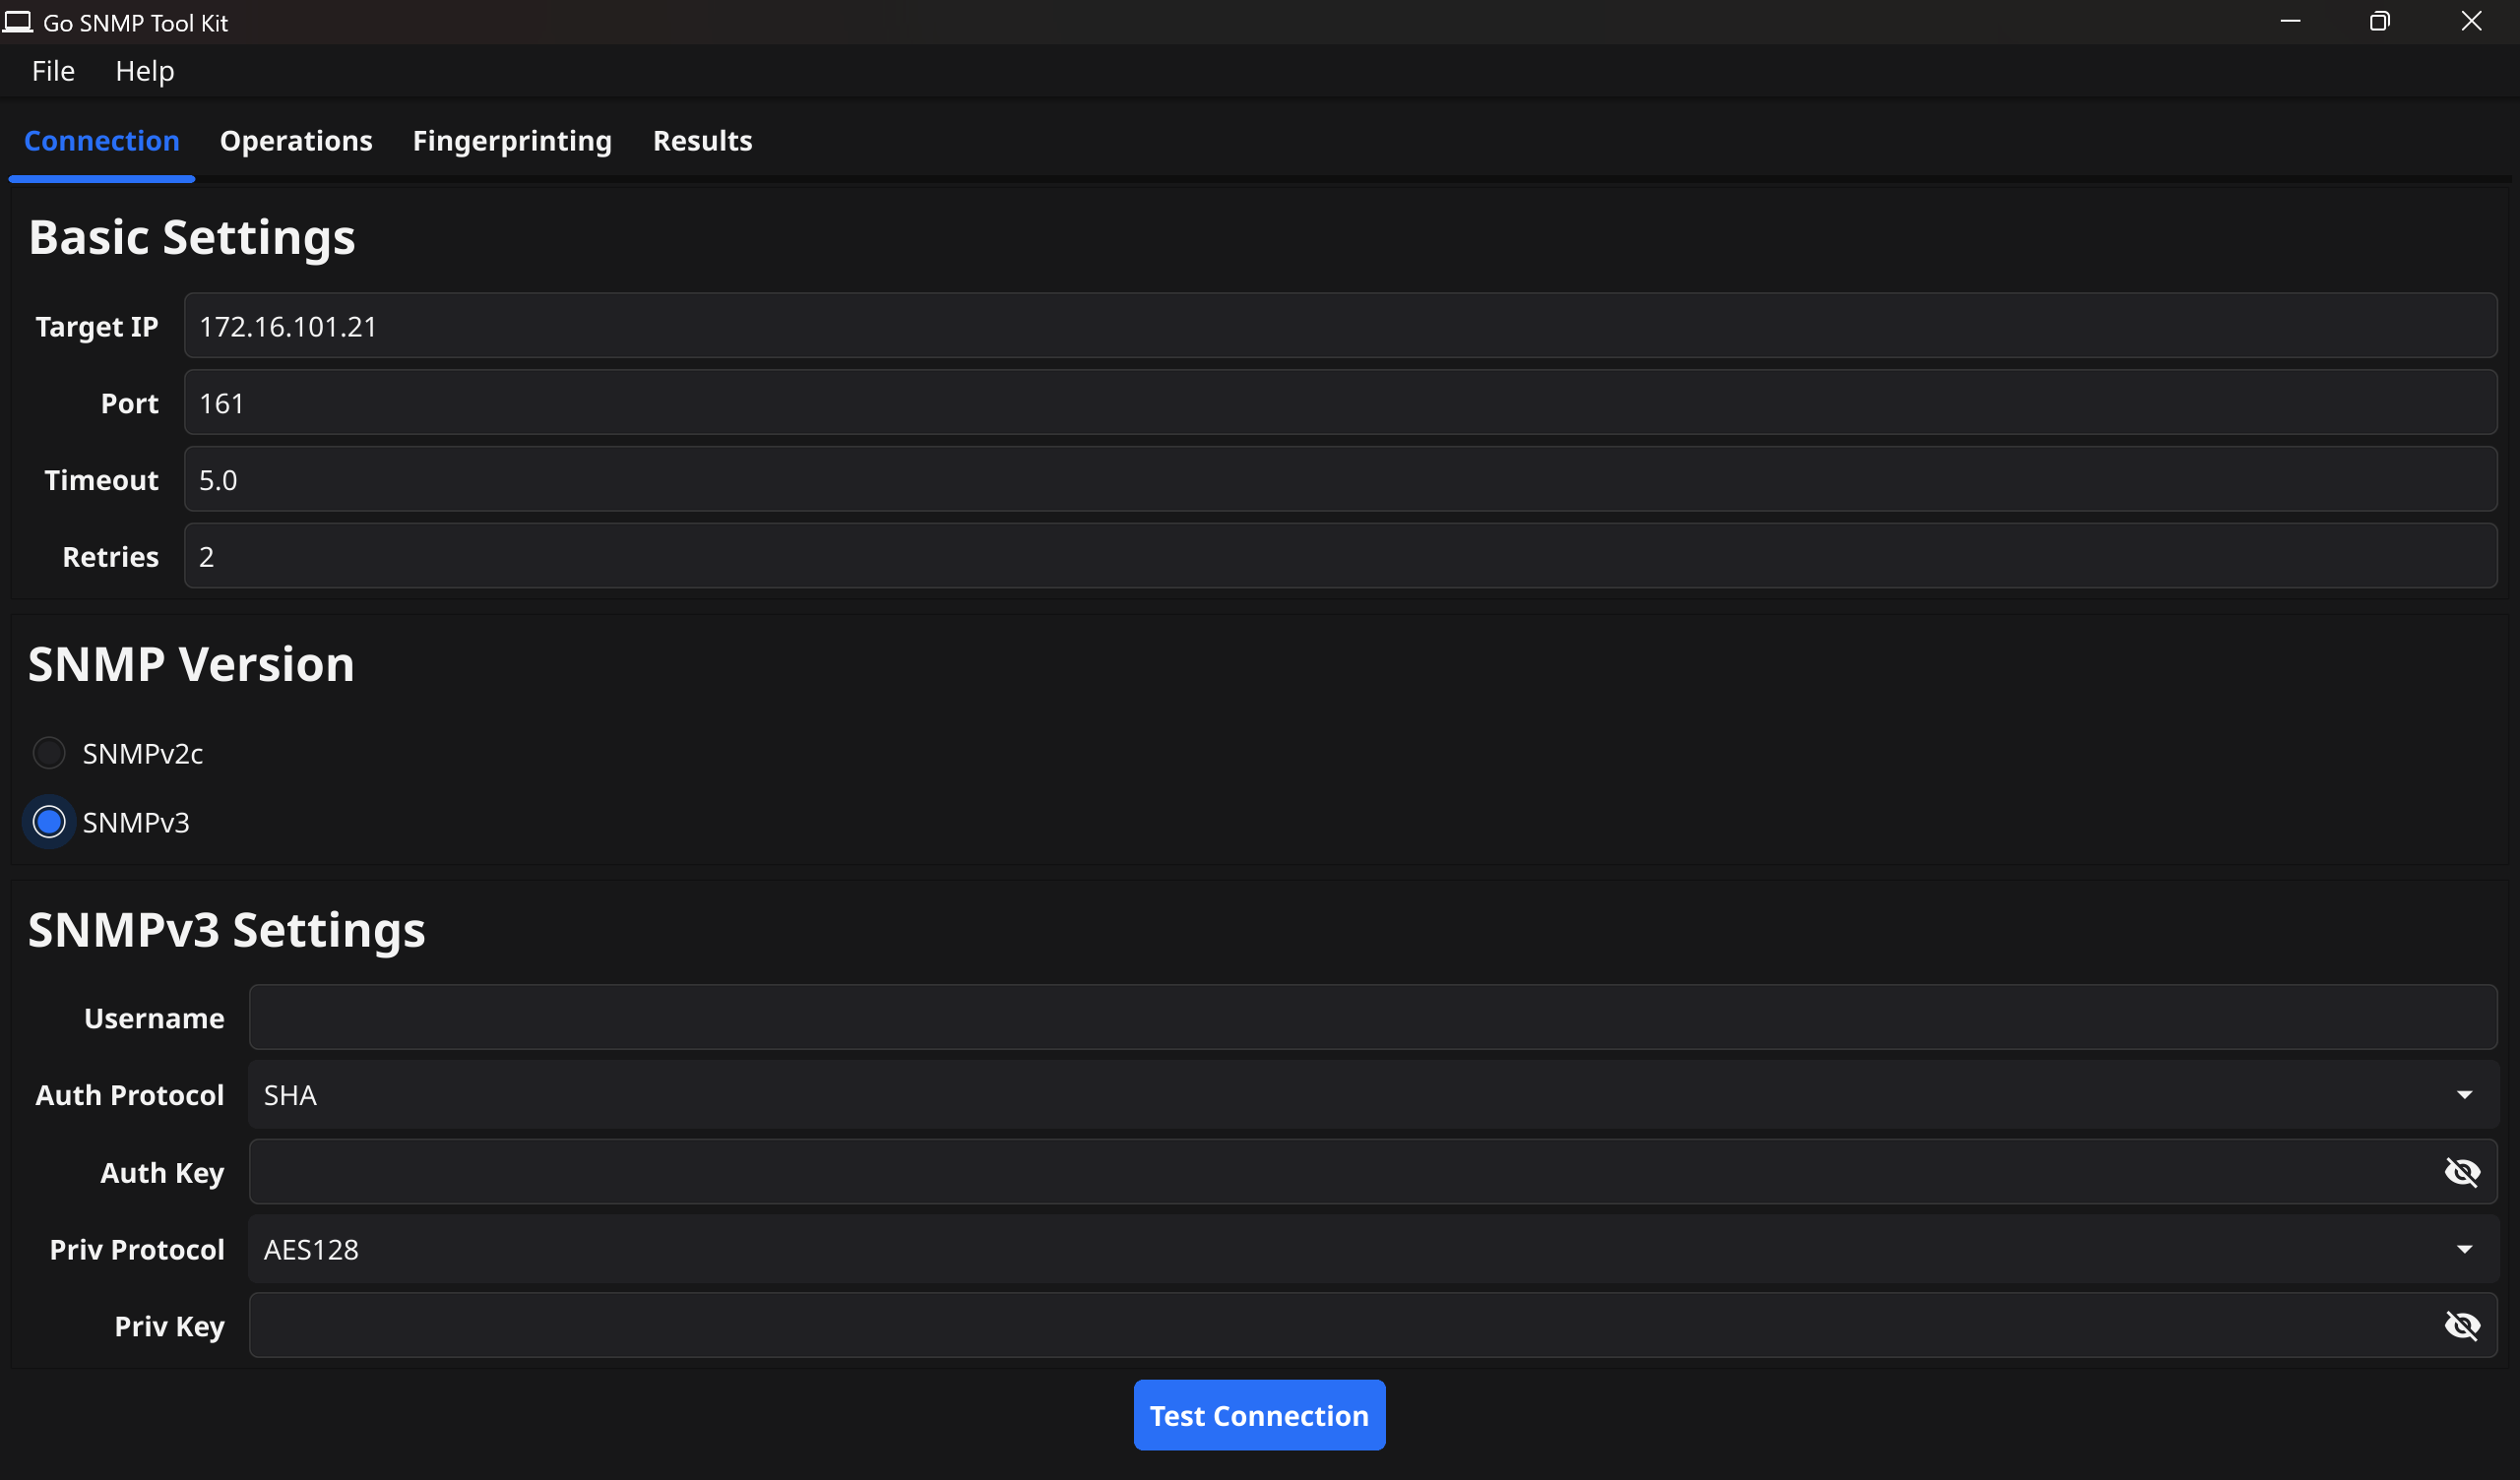 Go SNMP Tool Kit
File Help
Connection Operations Fingerprinting Results
Basic Settings
Target IP 172.16.101.21
Port 161
Timeout 5.0
Retries 2
SNMP Version
SNMPv2c
SNMPv3
SNMPv3 Settings
Username
Auth Protocol SHA
Auth Key
Priv Protocol AES128
Priv Key
Test Connection